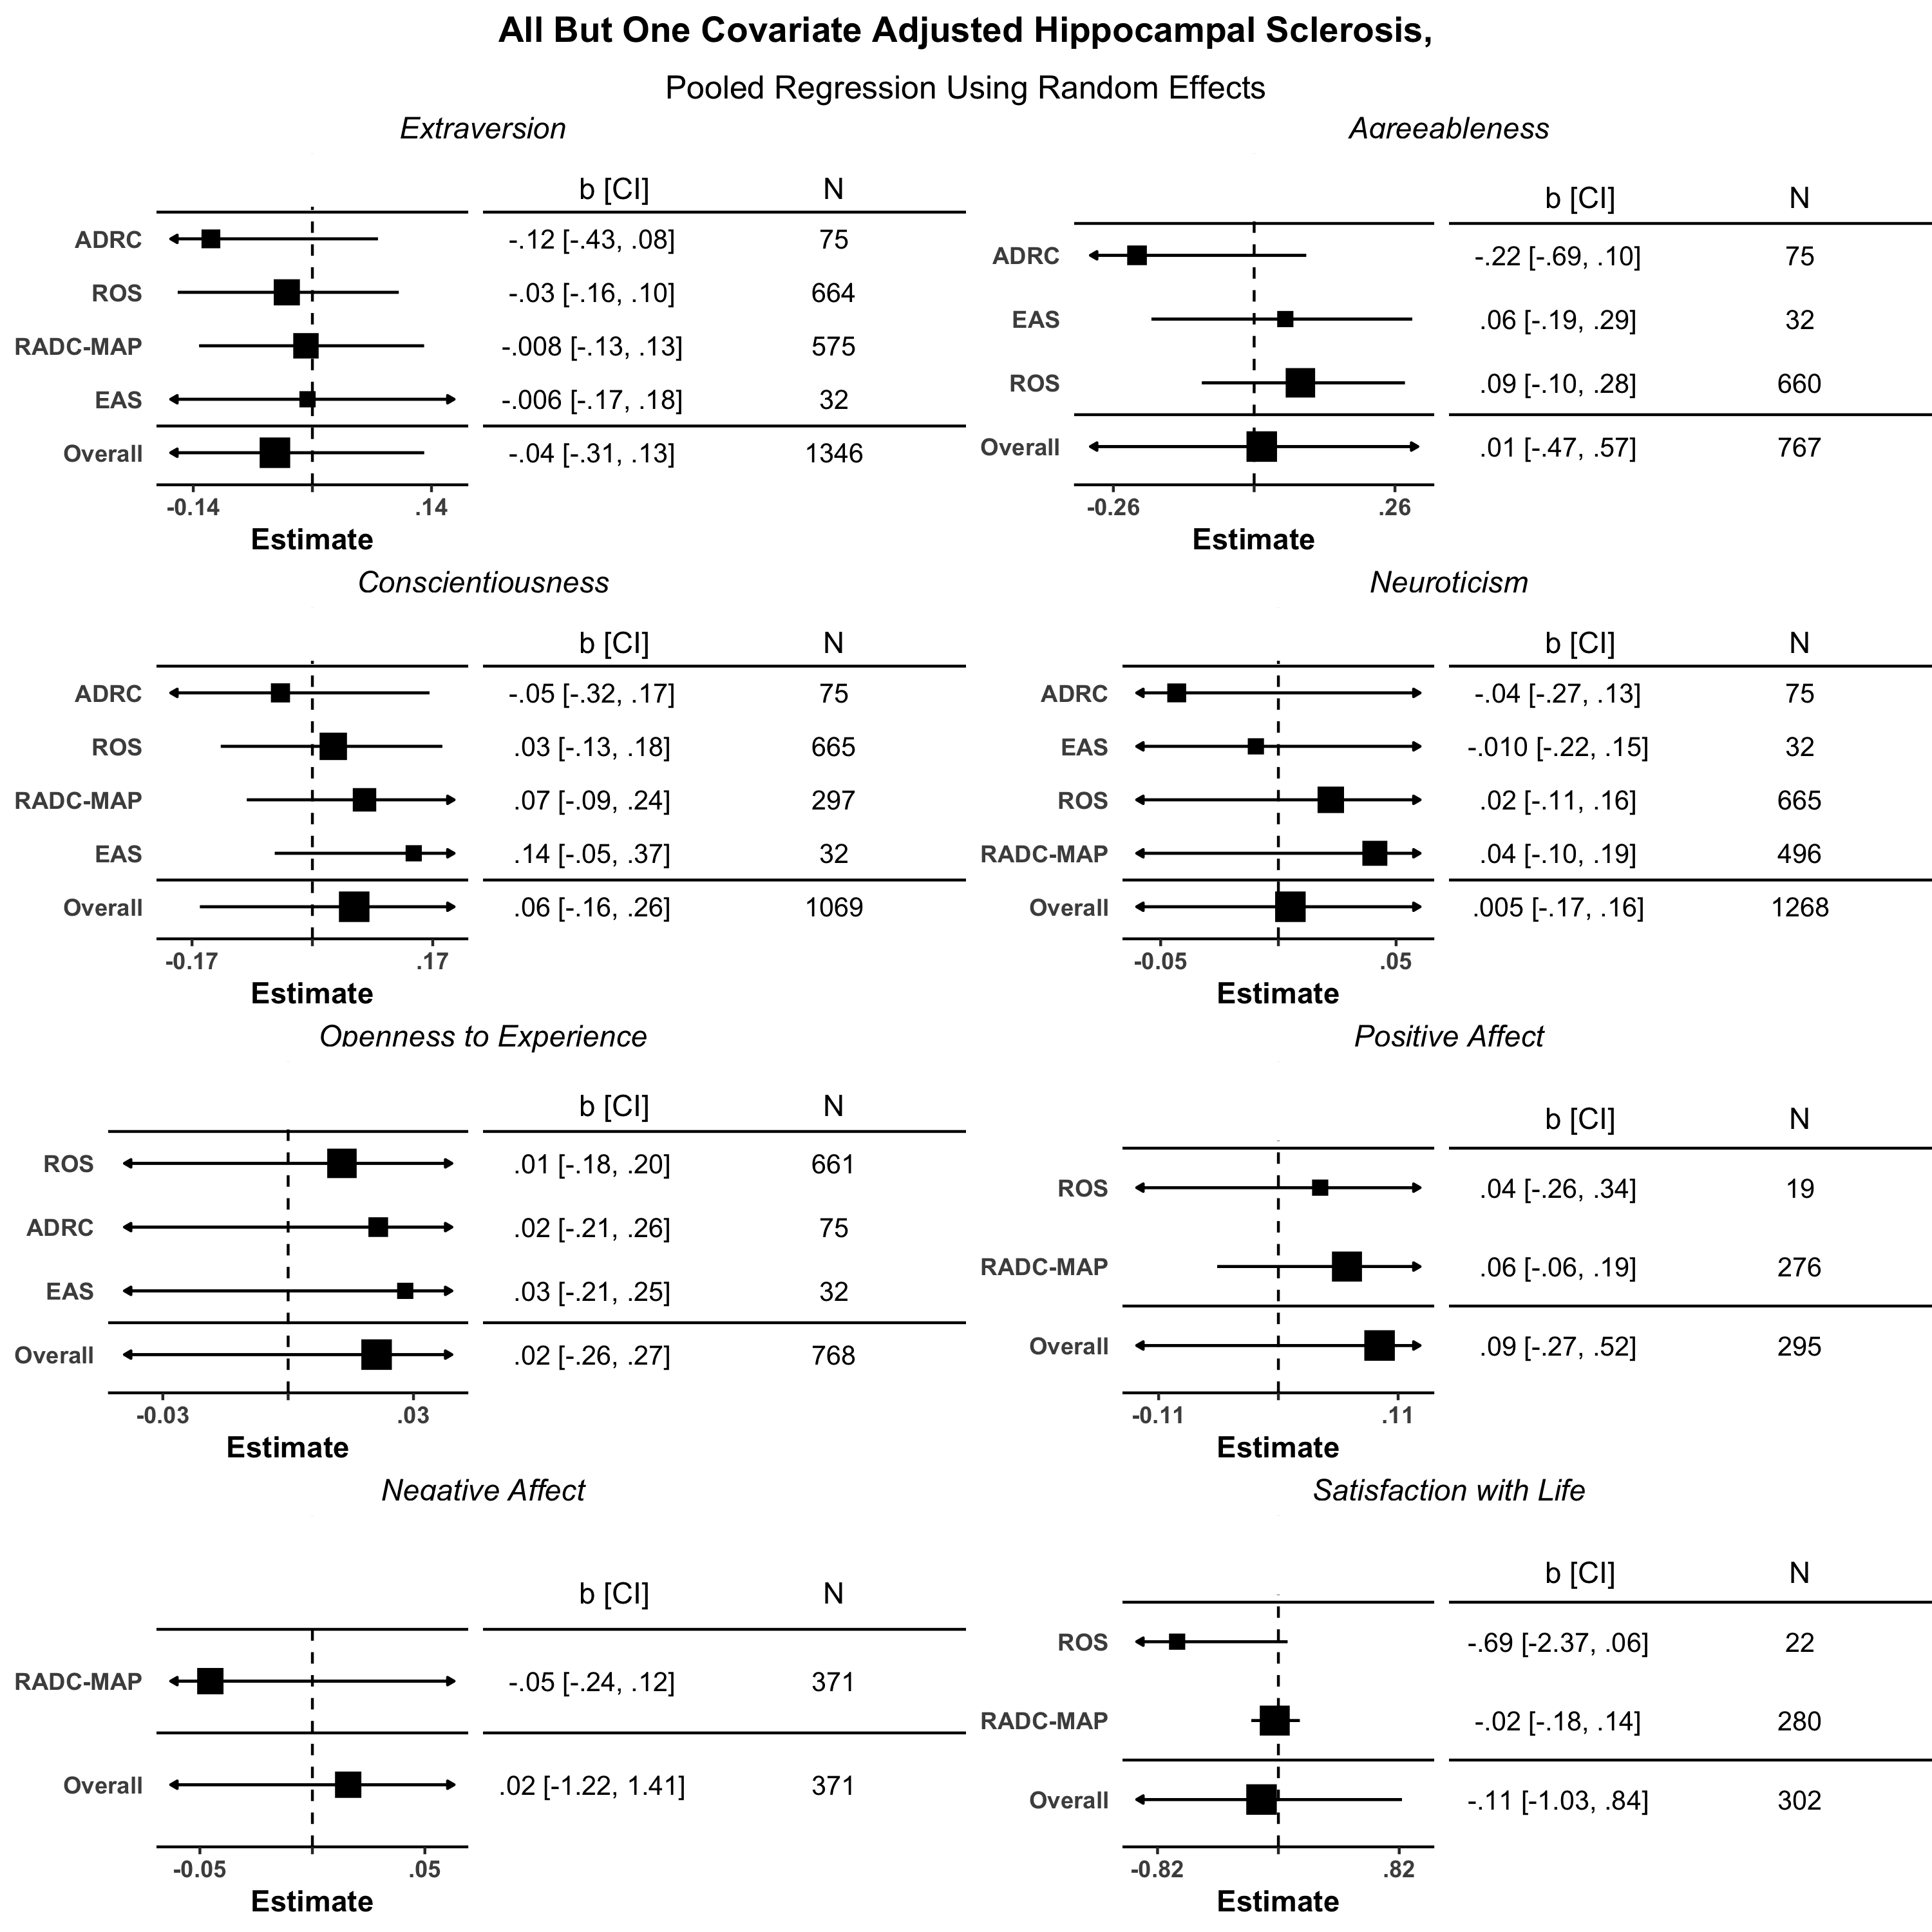 All But One Covariate Adjusted Hippocampal Sclerosis,
Pooled Regression Using Random Effects
Extraversion
b [CI] N
ADRC -.12 [-.43, .08] 75
ROS -.03 [-.16, .10] 664
RADC-MAP -.008 [-.13, .13] 575
EAS -.006 [-.17, .18] 32
Overall -.04 [-.31, .13] 1346
-0.14 .14
Estimate
Agreeableness
b [CI] N
ADRC -.22 [-.69, .10] 75
EAS .06 [-.19, .29] 32
ROS .09 [-.10, .28] 660
Overall .01 [-.47, .57] 767
-0.26 .26
Estimate
Conscientiousness
b [CI] N
ADRC -.05 [-.32, .17] 75
ROS .03 [-.13, .18] 665
RADC-MAP .07 [-.09, .24] 297
EAS .14 [-.05, .37] 32
Overall .06 [-.16, .26] 1069
-0.17 .17
Estimate
Neuroticism
b [CI] N
ADRC -.04 [-.27, .13] 75
EAS -.010 [-.22, .15] 32
ROS .02 [-.11, .16] 665
RADC-MAP .04 [-.10, .19] 496
Overall .005 [-.17, .16] 1268
-0.05 .05
Estimate
Openness to Experience
b [CI] N
ROS .01 [-.18, .20] 661
ADRC .02 [-.21, .26] 75
EAS .03 [-.21, .25] 32
Overall .02 [-.26, .27] 768
-0.03 .03
Estimate
Positive Affect
b [CI] N
ROS .04 [-.26, .34] 19
RADC-MAP .06 [-.06, .19] 276
Overall .09 [-.27, .52] 295
-0.11 .11
Estimate
Negative Affect
b [CI] N
RADC-MAP -.05 [-.24, .12] 371
Overall .02 [-1.22, 1.41] 371
-0.05 .05
Estimate
Satisfaction with Life
b [CI] N
ROS -.69 [-2.37, .06] 22
RADC-MAP -.02 [-.18, .14] 280
Overall -.11 [-1.03, .84] 302
-0.82 .82
Estimate